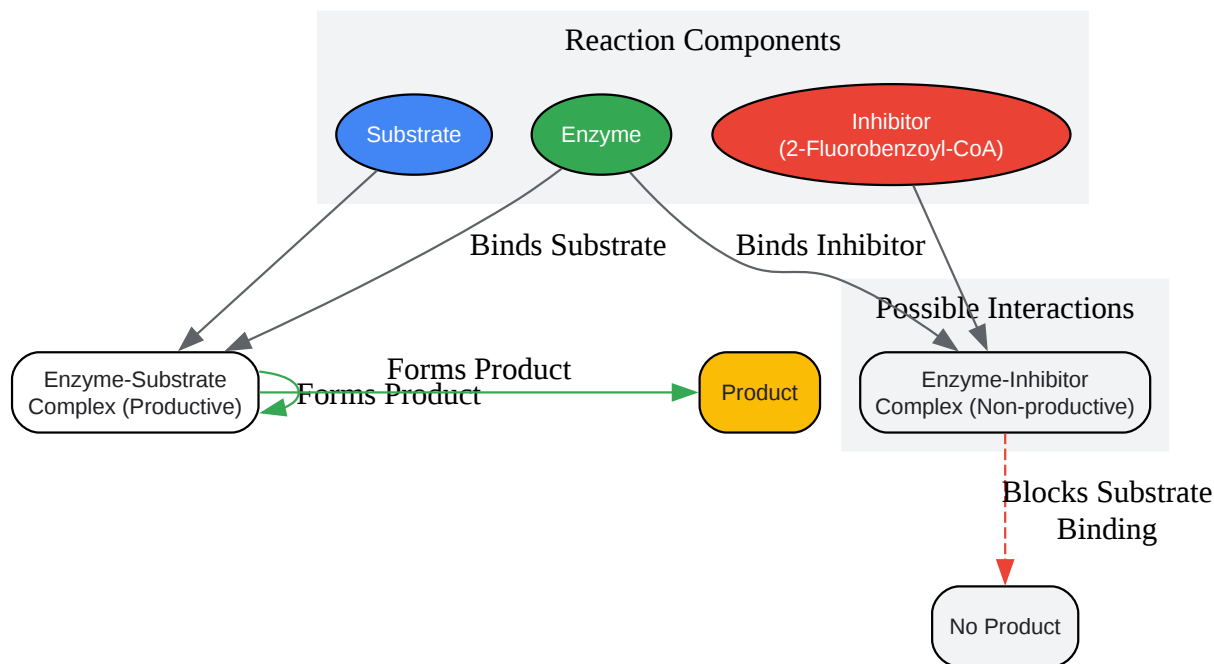 Reaction Components
Substrate
Enzyme
Inhibitor
(2-Fluorobenzoyl-CoA)
Binds Substrate
Binds Inhibitor
Possible Interactions
Enzyme-Substrate
Complex (Productive)
Forms Product
Forms Product
Product
Enzyme-Inhibitor
Complex (Non-productive)
Blocks Substrate
Binding
No Product